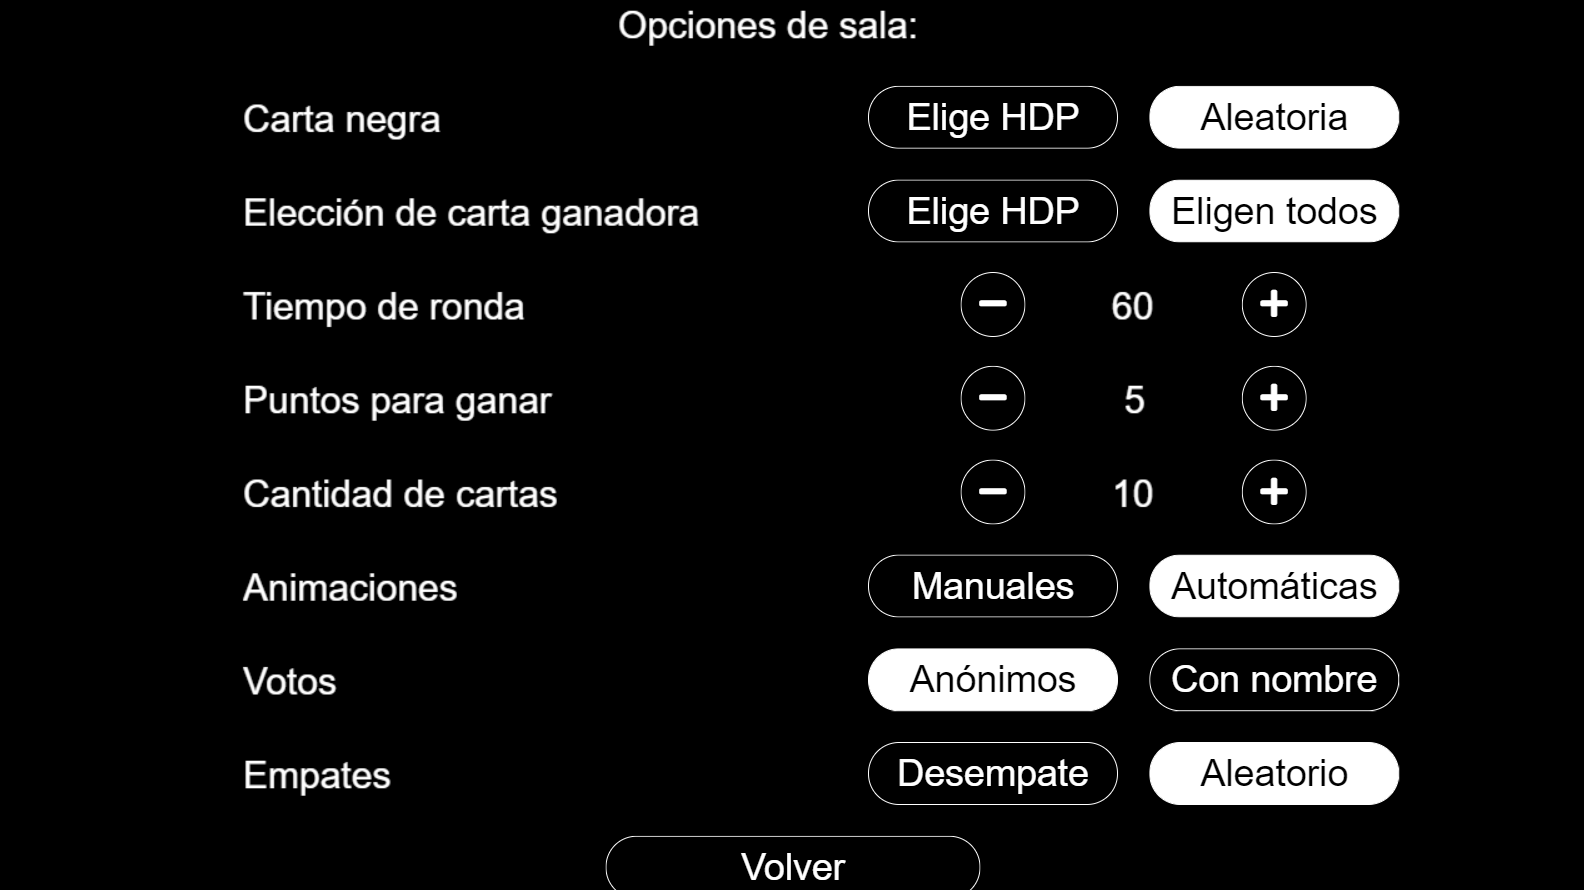 Opciones de sala:
Carta negra Elige HDP Aleatoria
Elección de carta ganadora Elige HDP Eligen todos
Tiempo de ronda − 60 +
Puntos para ganar − 5 +
Cantidad de cartas − 10 +
Animaciones Manuales Automáticas
Votos Anónimos Con nombre
Empates Desempate Aleatorio
Volver